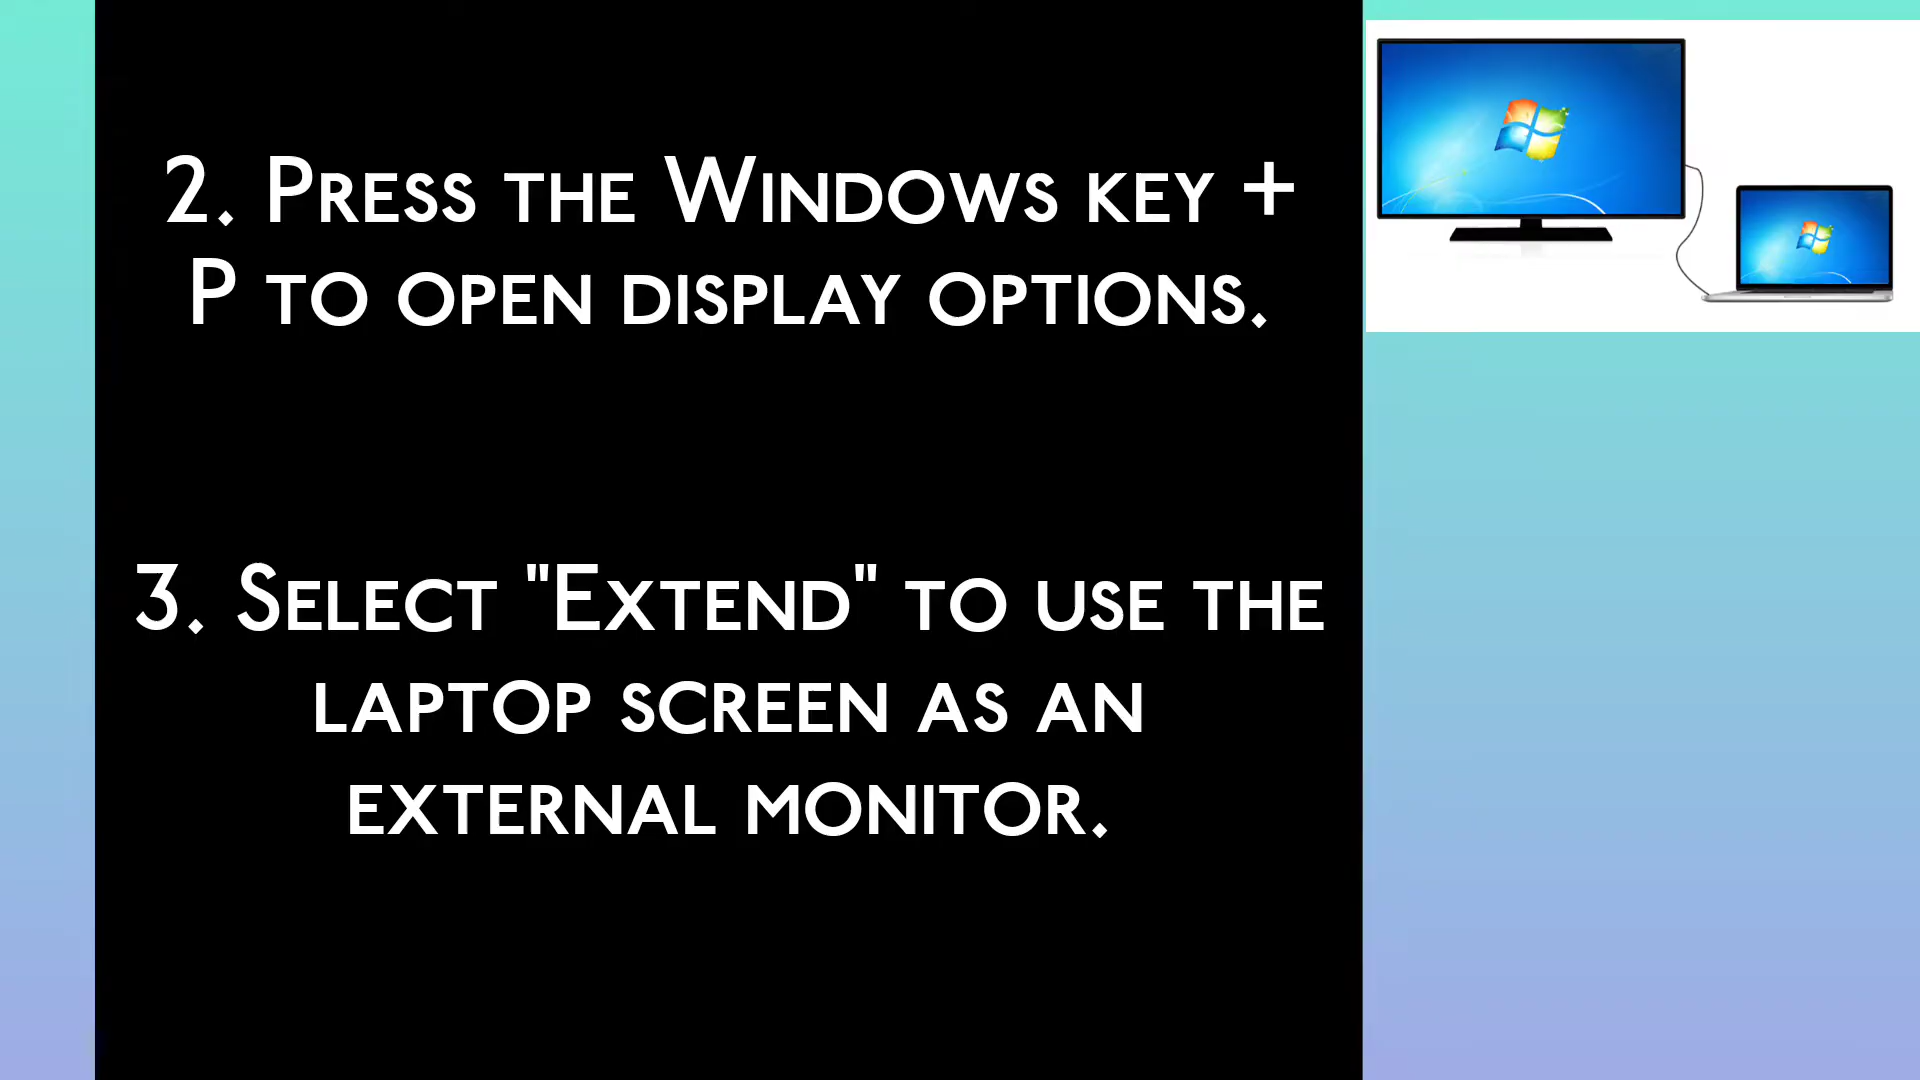 2. Press the Windows key +
P to open display options.
3. Select "Extend" to use the
laptop screen as an
external monitor.